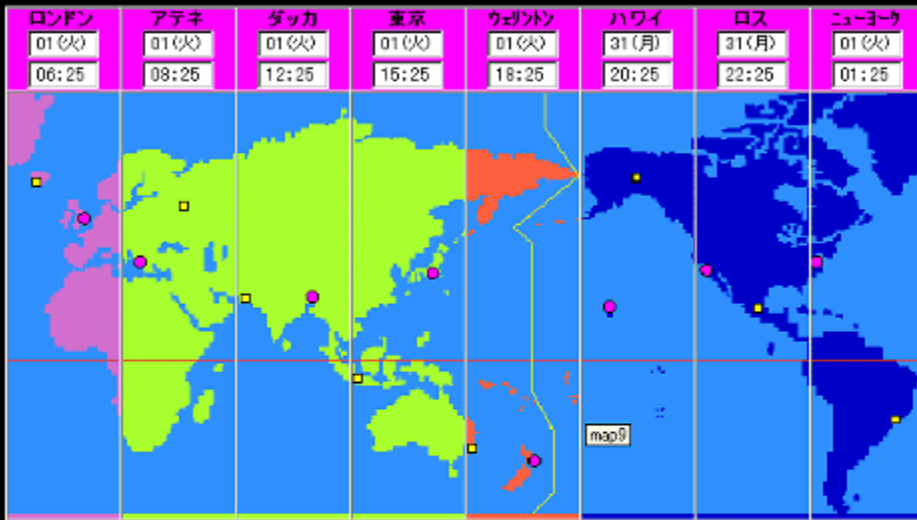 ロンドン アテネ ダッカ 東京 ウェリントン ハワイ ロス ニューヨーク
01(火) 01(火) 01(火) 01(火) 01(火) 31(月) 31(月) 01(火)
06:25 08:25 12:25 15:25 18:25 20:25 22:25 01:25
map9